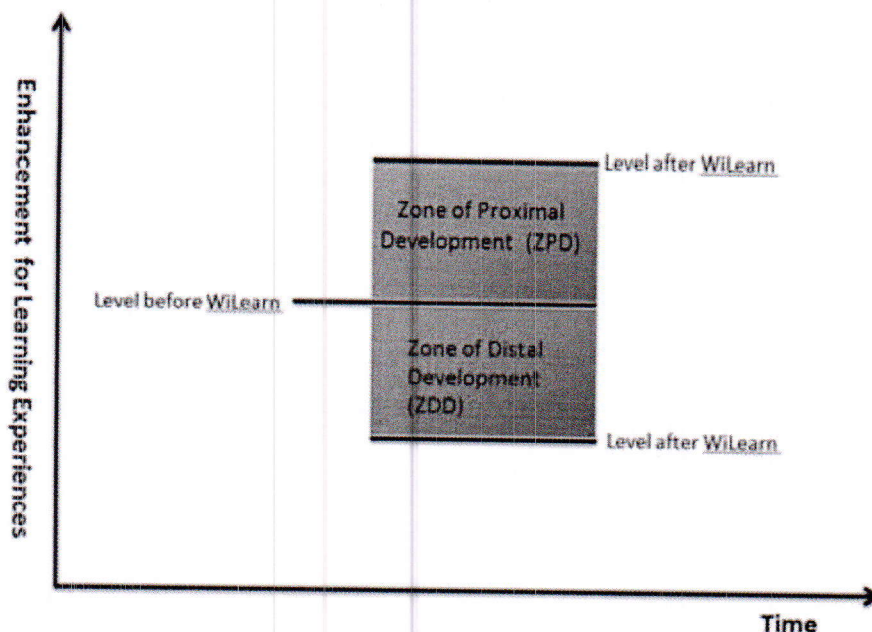 Enhancement for Learning Experiences
Level after WiLearn
Zone of Proximal
Development (ZPD)
Level before WiLearn
Zone of Distal
Development
(ZDD)
Level after WiLearn
Time